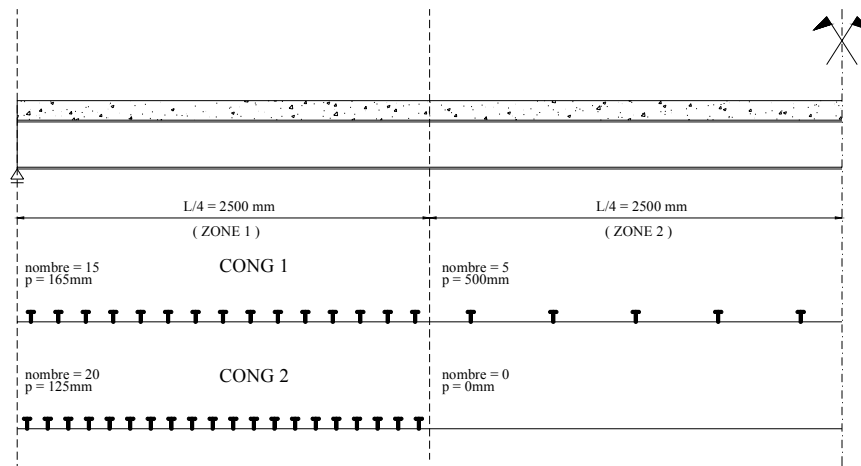 L/4 = 2500 mm
L/4 = 2500 mm
( ZONE 1 )
( ZONE 2 )
nombre = 15
p = 165mm
CONG 1
nombre = 5
p = 500mm
nombre = 20
p = 125mm
CONG 2
nombre = 0
p = 0mm